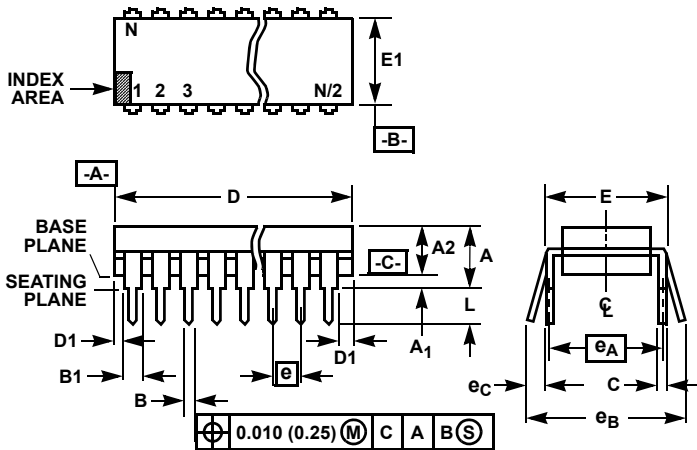 N
INDEX
AREA
1 2 3 N/2
E1
-B-
-A-
D
E
BASE
PLANE
A2
A
-C-
SEATING
PLANE
L
℄
D1
A1
D1
eA
B1
e
eC
C
B
eB
⌖ 0.010 (0.25) Ⓜ C A B Ⓢ